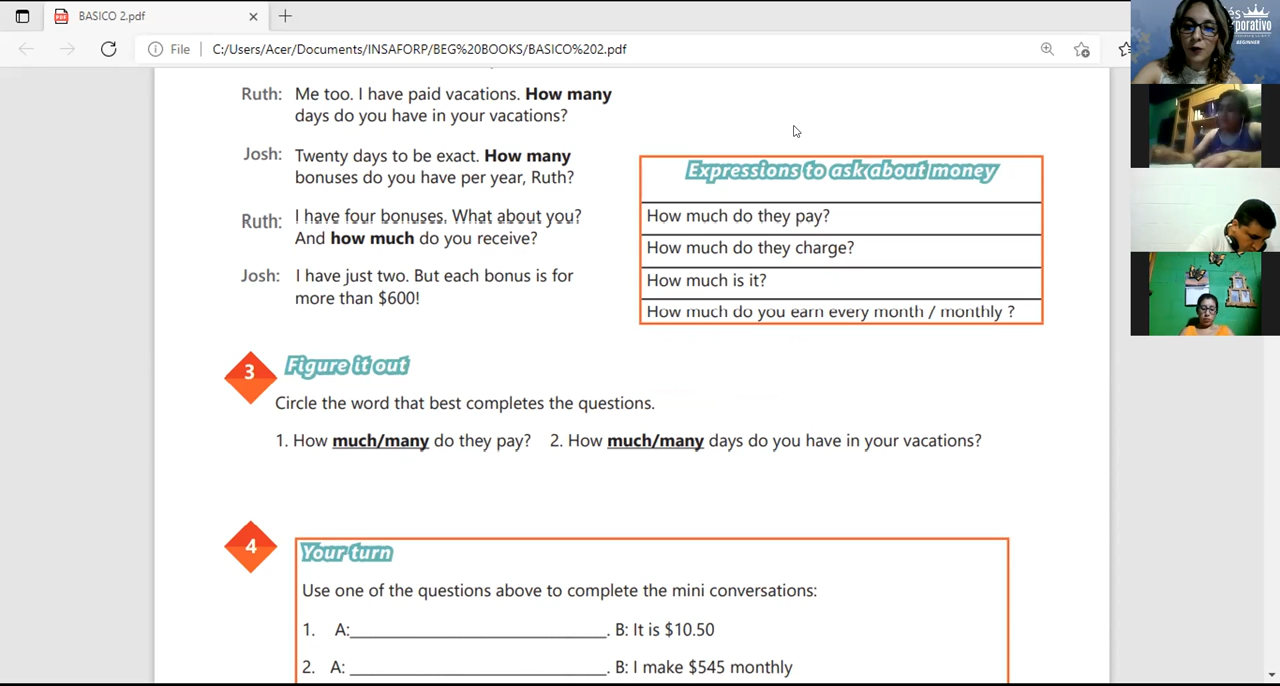 BASICO 2.pdf
File C:/Users/Acer/Documents/INSAFORP/BEG%20BOOKS/BASICO%202.pdf
Ruth: Me too. I have paid vacations. How many
days do you have in your vacations?
Josh: Twenty days to be exact. How many
bonuses do you have per year, Ruth?
Ruth: I have four bonuses. What about you?
And how much do you receive?
Josh: I have just two. But each bonus is for
more than $600!
Expressions to ask about money
How much do they pay?
How much do they charge?
How much is it?
How much do you earn every month / monthly ?
3 Figure it out
Circle the word that best completes the questions.
1. How much/many do they pay? 2. How much/many days do you have in your vacations?
4 Your turn
Use one of the questions above to complete the mini conversations:
1. A:___________________________. B: It is $10.50
2. A: ___________________________. B: I make $545 monthly
BEGINNER